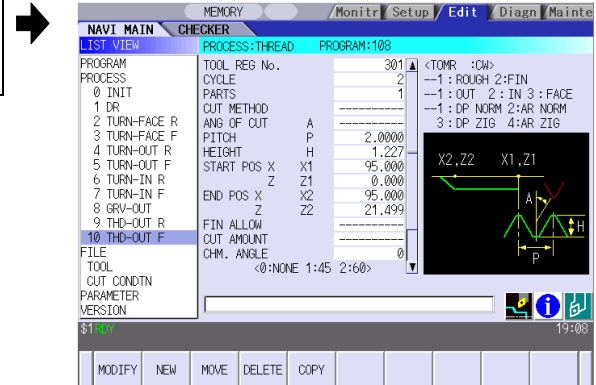 MEMORY Monitr Setup Edit Diagn Mainte
NAVI MAIN CHECKER
LIST VIEW PROCESS:THREAD PROGRAM:108
PROGRAM
PROCESS
0 INIT
1 DR
2 TURN-FACE R
3 TURN-FACE F
4 TURN-OUT R
5 TURN-OUT F
6 TURN-IN R
7 TURN-IN F
8 GRV-OUT
9 THD-OUT R
10 THD-OUT F
FILE
TOOL
CUT CONDTN
PARAMETER
VERSION
TOOL REG No. 301
CYCLE 2
PARTS 1
CUT METHOD ----------
ANG OF CUT A ----------
PITCH P 2.0000
HEIGHT H 1.227
START POS X X1 95.000
Z Z1 0.000
END POS X X2 95.000
Z Z2 21.499
FIN ALLOW ----------
CUT AMOUNT ----------
CHM. ANGLE 0
<0:NONE 1:45 2:60>
<TOMR :CW>
--1:ROUGH 2:FIN
--1:OUT 2:IN 3:FACE
--1:DP NORM 2:AR NORM
3:DP ZIG 4:AR ZIG
X2,Z2 X1,Z1
A
H
P
$1 RDY 19:08
MODIFY NEW MOVE DELETE COPY